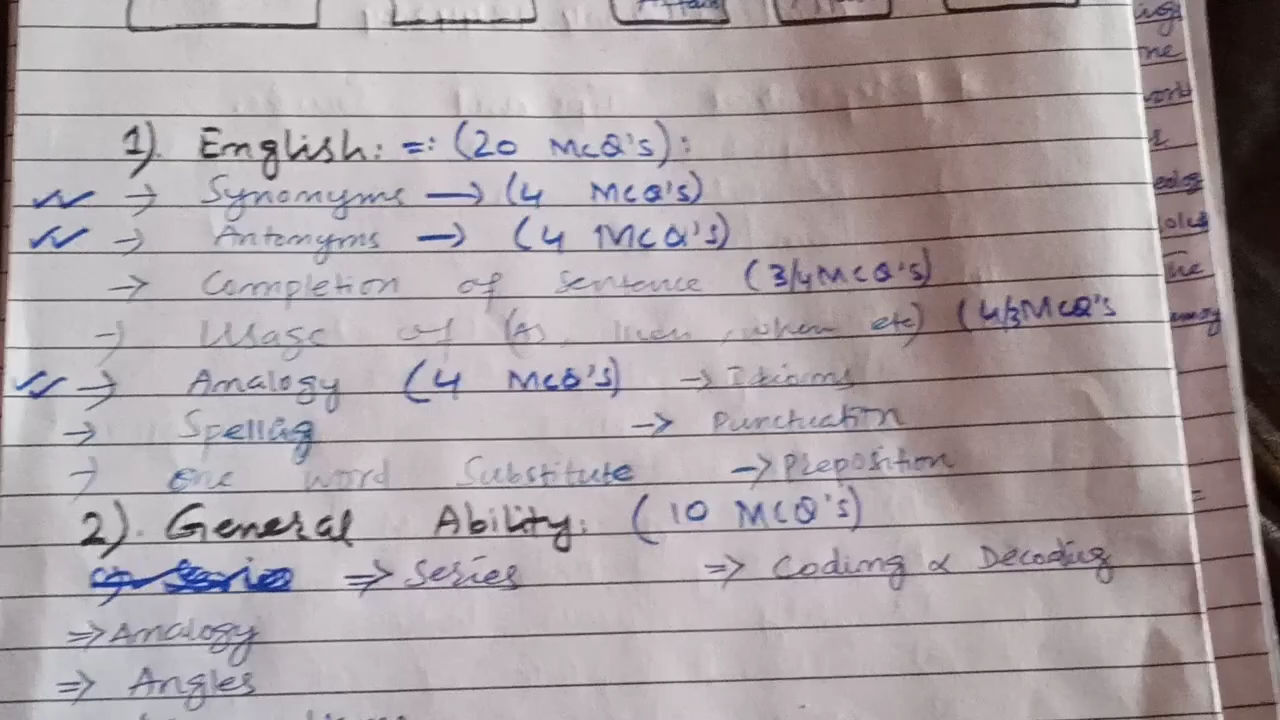 1). English: =: (20 McQ's):
→ Synonyms → (4 McQ's)
→ Antonyms → (4 McQ's)
→ Completion of Sentence (3/4 McQ's)
→ Usage of (As, when etc) (4/3 McQ's
→ Analogy (4 McQ's) → Idioms
→ Spelling → Punctuation
→ one word Substitute → Preposition
2). General Ability: (10 MCQ's)
⇒ Series ⇒ Coding & Decoding
⇒ Analogy
⇒ Angles